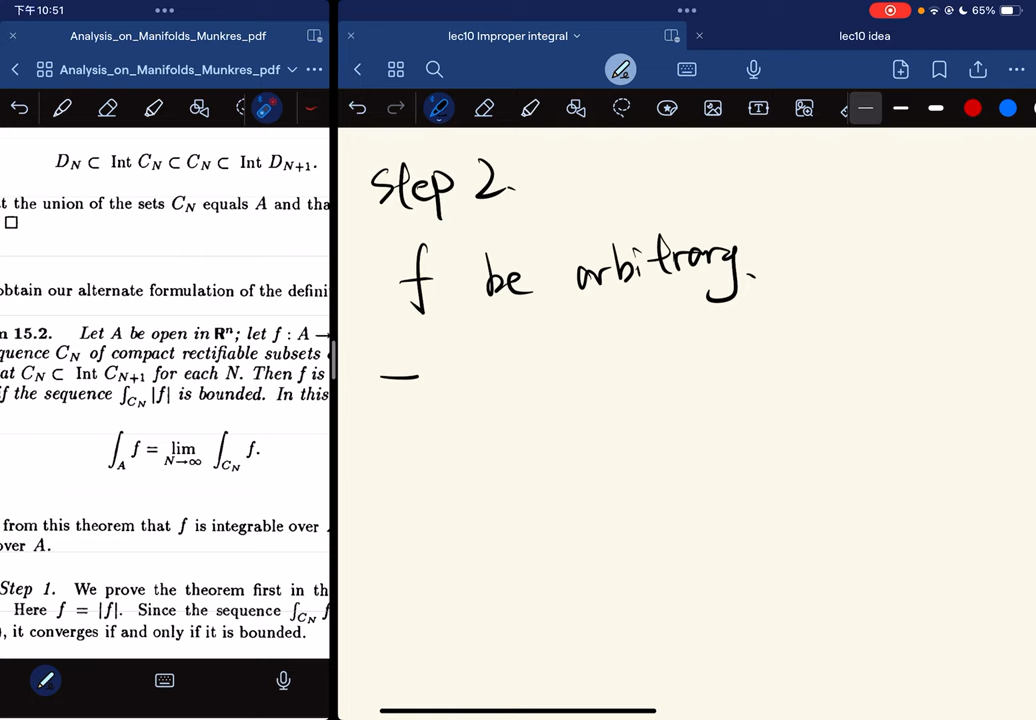 下午10:51
65%
Analysis_on_Manifolds_Munkres_pdf
Analysis_on_Manifolds_Munkres_pdf
D_N ⊂ Int C_N ⊂ C_N ⊂ Int D_{N+1}.
t the union of the sets C_N equals A and tha
□
obtain our alternate formulation of the defini
m 15.2. Let A be open in R^n; let f : A →
quence C_N of compact rectifiable subsets
at C_N ⊂ Int C_{N+1} for each N. Then f is
if the sequence ∫_{C_N} |f| is bounded. In this
∫_A f = lim_{N→∞} ∫_{C_N} f.
from this theorem that f is integrable over
over A.
Step 1. We prove the theorem first in th
Here f = |f|. Since the sequence ∫_{C_N} f
), it converges if and only if it is bounded.
lec10 Improper integral
lec10 idea
step 2.
f be arbitrary.
—